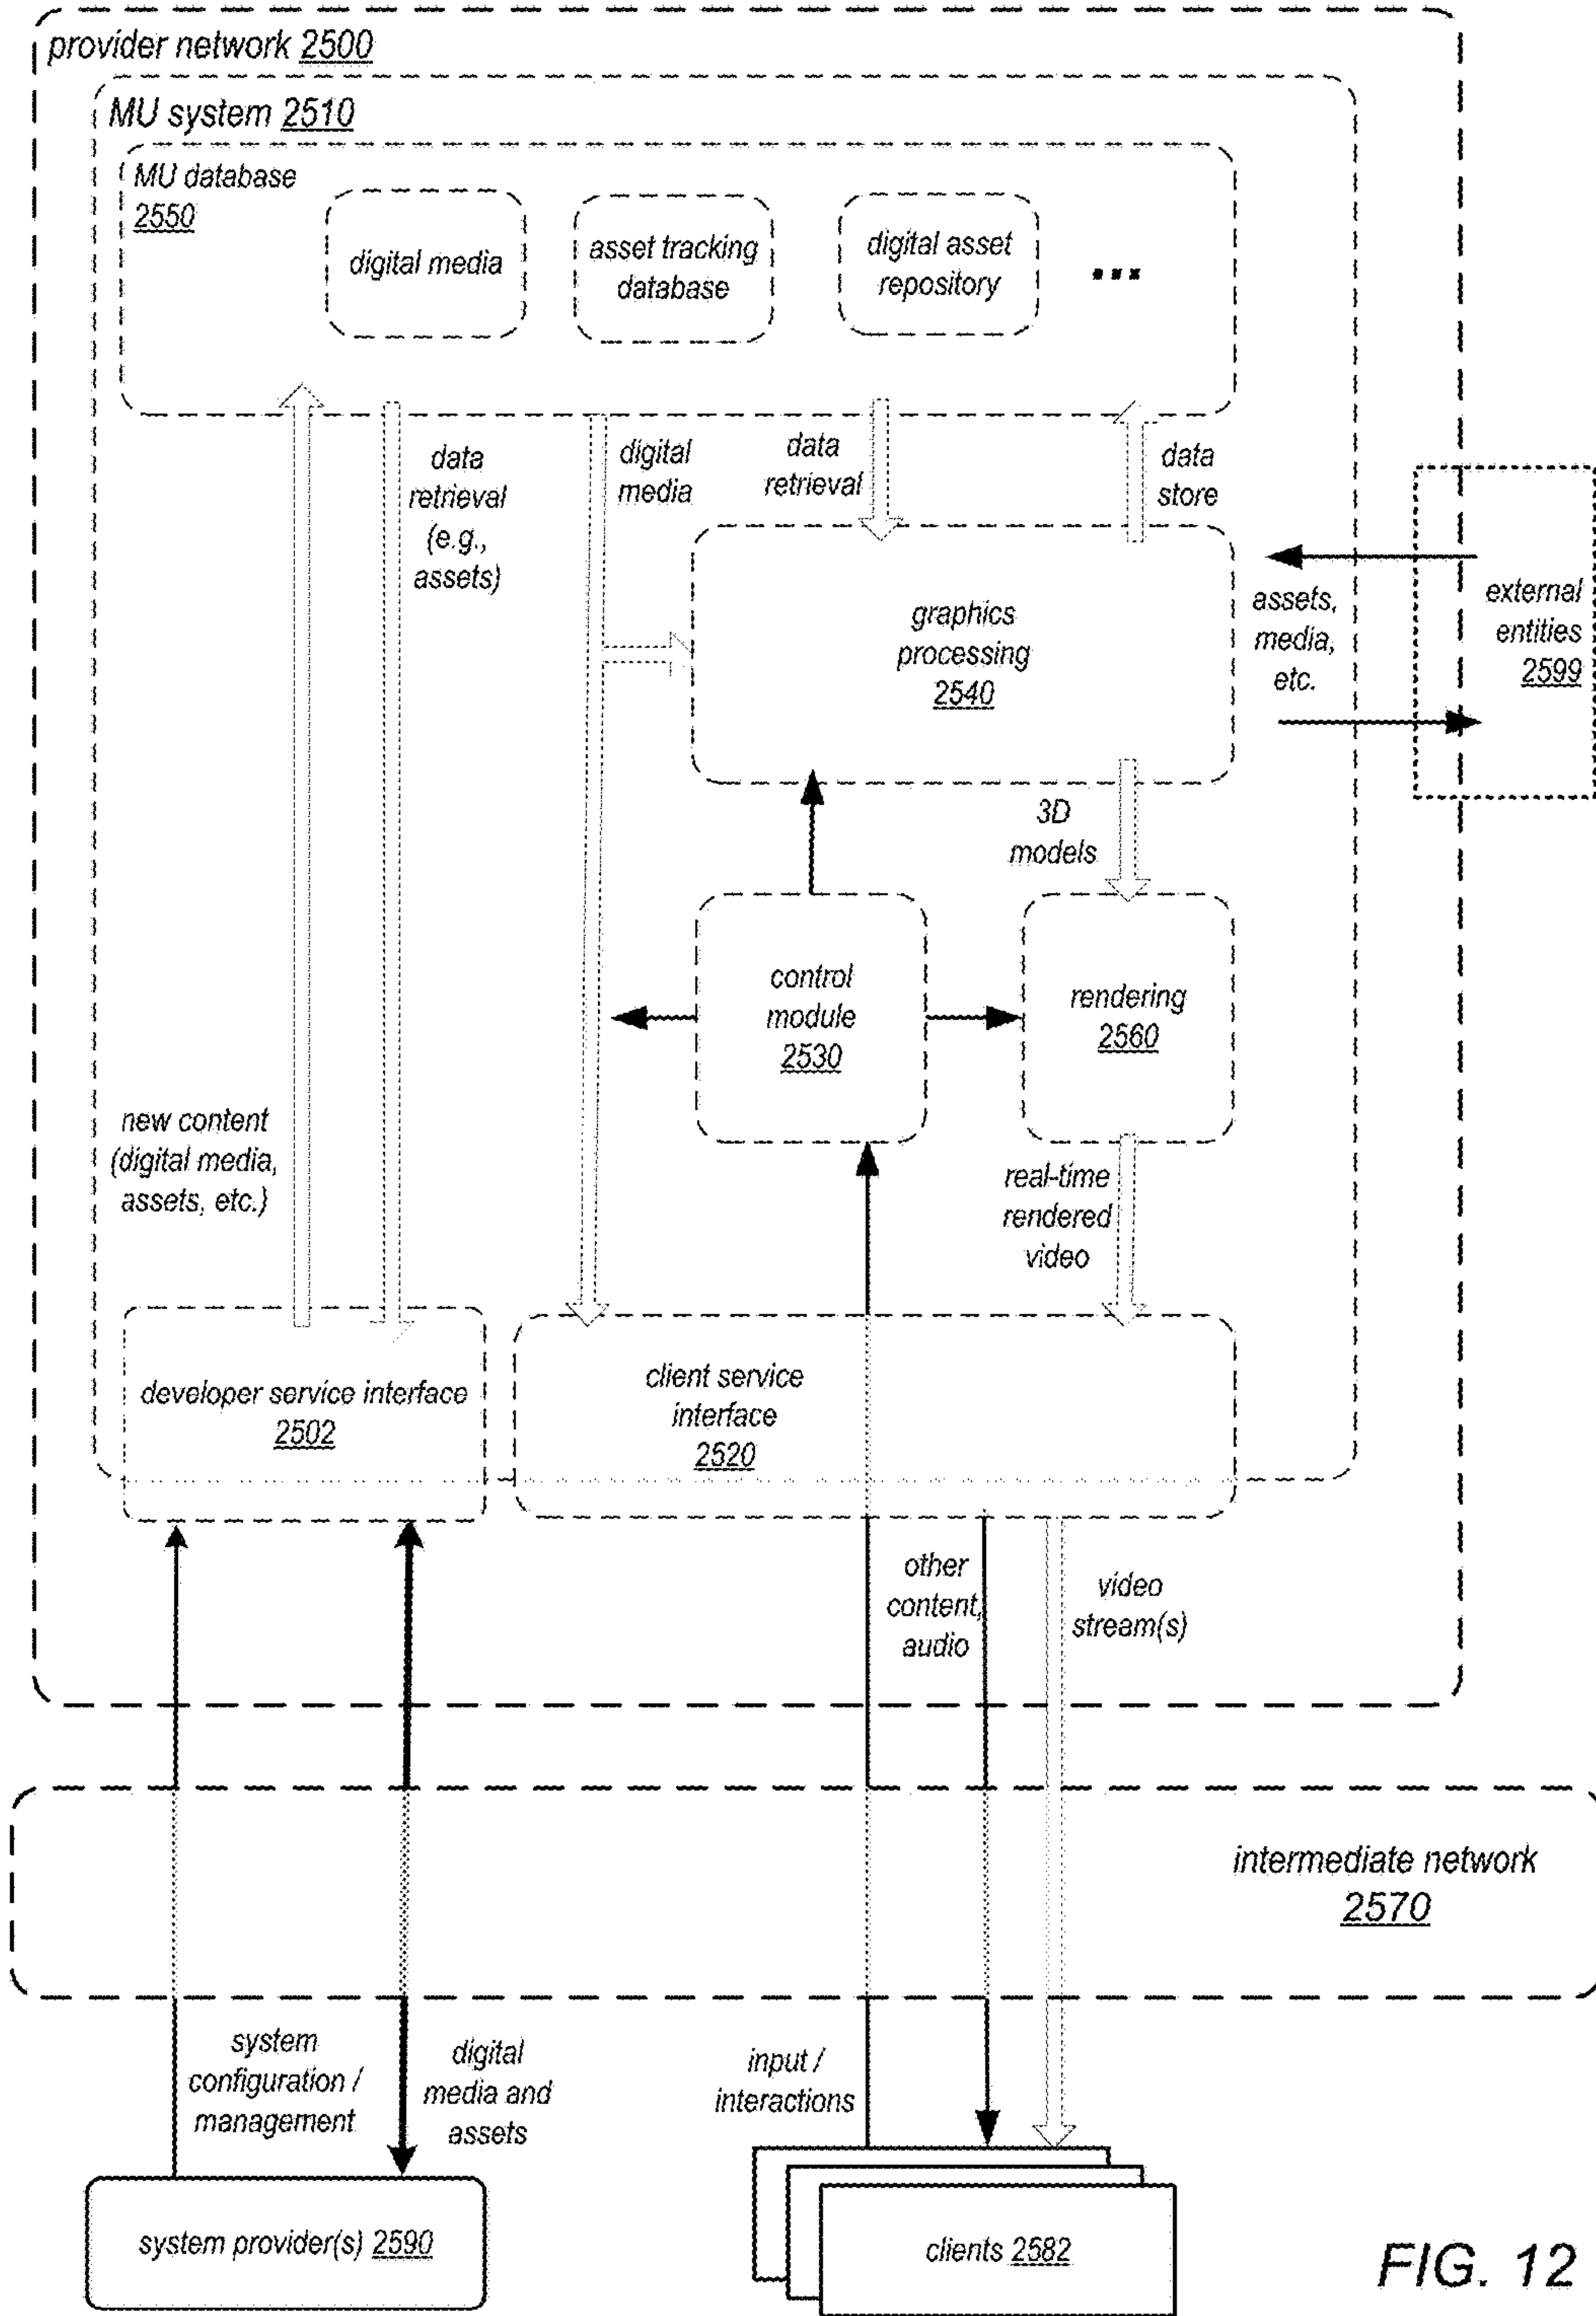 provider network 2500
MU system 2510
MU database
2550
digital media
asset tracking
database
digital asset
repository
...
data
retrieval
(e.g.,
assets)
digital
media
data
retrieval
data
store
graphics
processing
2540
assets,
media,
etc.
external
entities
2599
3D
models
control
module
2530
rendering
2560
new content
(digital media,
assets, etc.)
real-time
rendered
video
developer service interface
2502
client service
interface
2520
other
content,
audio
video
stream(s)
intermediate network
2570
system
configuration /
management
digital
media and
assets
input /
interactions
system provider(s) 2590
clients 2582
FIG. 12